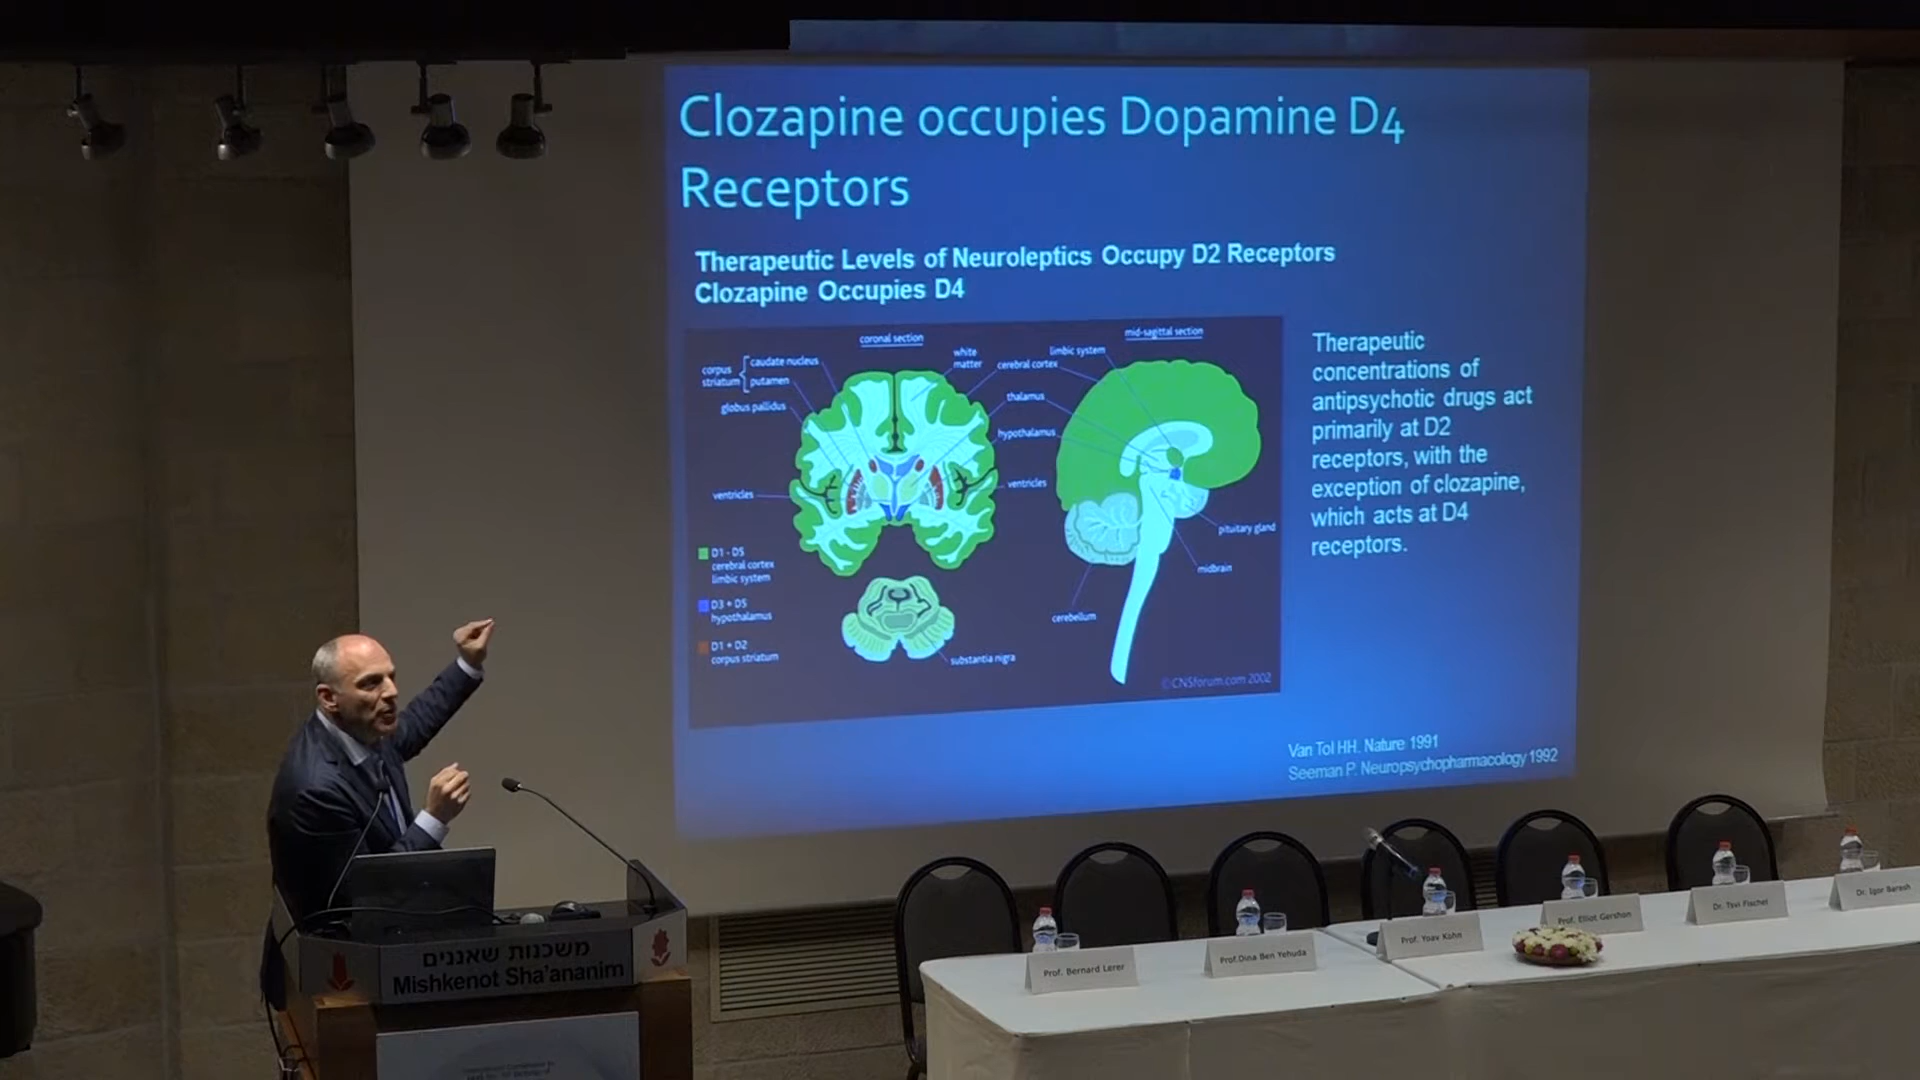 Clozapine occupies Dopamine D4
Receptors
Therapeutic Levels of Neuroleptics Occupy D2 Receptors
Clozapine Occupies D4
coronal section
mid-sagittal section
corpus
striatum
caudate nucleus
putamen
globus pallidus
white
matter
limbic system
cerebral cortex
thalamus
hypothalamus
ventricles
ventricles
pituitary gland
midbrain
cerebellum
substantia nigra
D1 - D5
cerebral cortex
limbic system
D3 + D5
hypothalamus
D1 + D2
corpus striatum
©CNSforum.com 2002
Therapeutic
concentrations of
antipsychotic drugs act
primarily at D2
receptors, with the
exception of clozapine,
which acts at D4
receptors.
Van Tol HH. Nature 1991
Seeman P. Neuropsychopharmacology 1992
משכנות שאננים
Mishkenot Sha'ananim
Prof. Bernard Lerer
Prof.Dina Ben Yehuda
Prof. Yoav Kohn
Prof. Elliot Gershon
Dr. Tsvi Fischel
Dr. Igor Barash